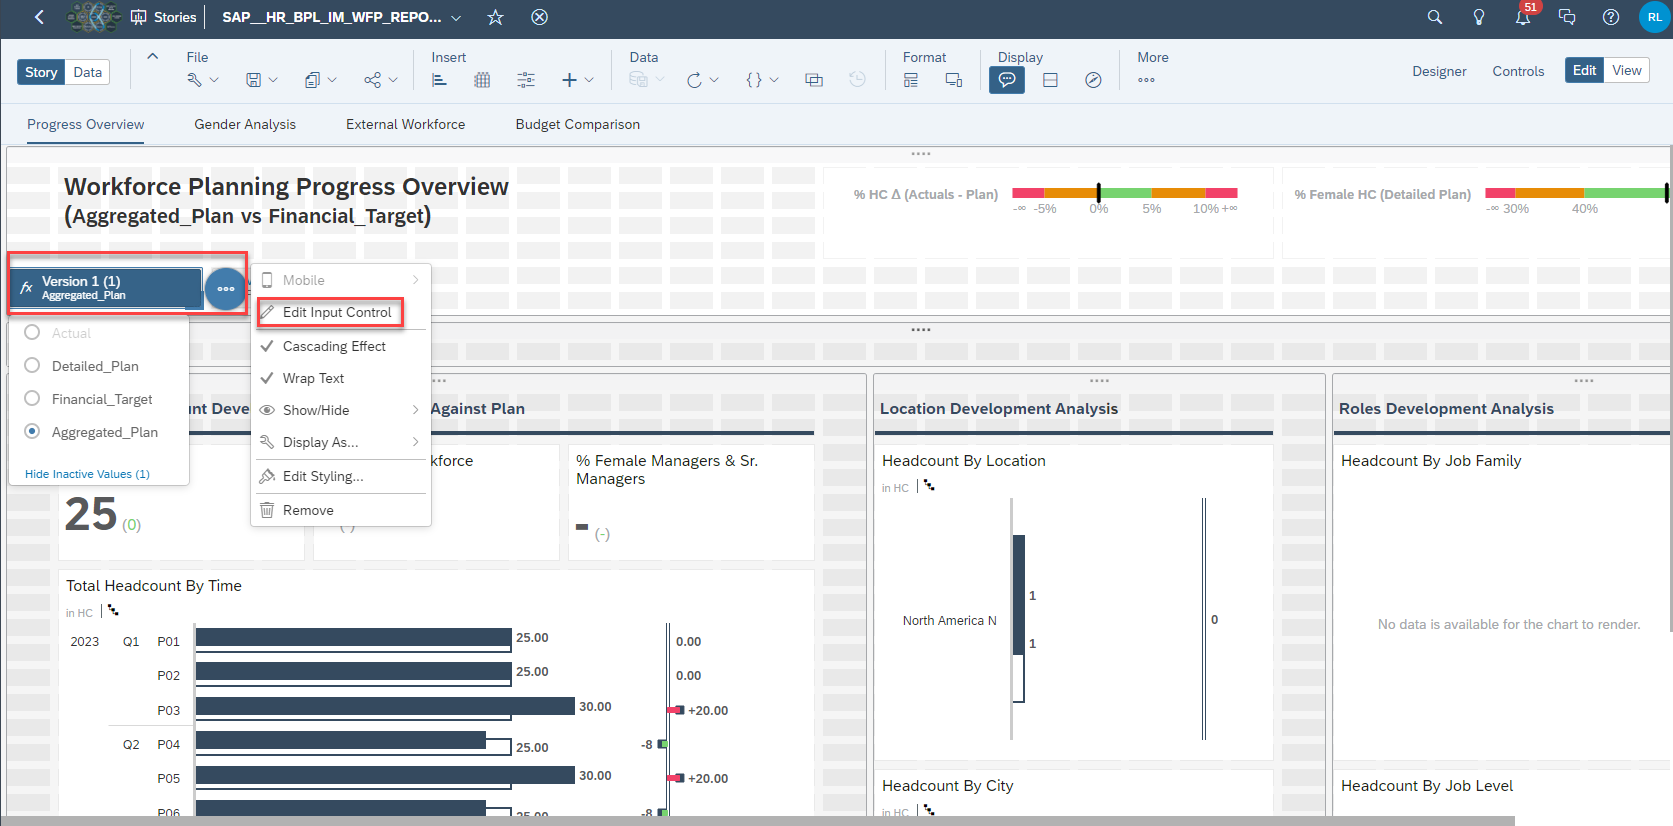 Stories
SAP__HR_BPL_IM_WFP_REPO...
51
RL
Story
Data
File
Insert
Data
Format
Display
More
Designer
Controls
Edit
View
Progress Overview
Gender Analysis
External Workforce
Budget Comparison
Workforce Planning Progress Overview
(Aggregated_Plan vs Financial_Target)
% HC Δ (Actuals - Plan)
-∞ -5% 0% 5% 10% +∞
% Female HC (Detailed Plan)
-∞ 30% 40%
fx Version 1 (1)
Aggregated_Plan
Actual
Detailed_Plan
Financial_Target
Aggregated_Plan
Hide Inactive Values (1)
Mobile
Edit Input Control
Cascading Effect
Wrap Text
Show/Hide
Display As...
Edit Styling...
Remove
nt Deve
Against Plan
kforce
25 (0)
% Female Managers & Sr.
Managers
- (-)
Total Headcount By Time
in HC
2023 Q1 P01 25.00 0.00
P02 25.00 0.00
P03 30.00 +20.00
Q2 P04 25.00 -8
P05 30.00 +20.00
P06 25.00 -8
Location Development Analysis
Headcount By Location
in HC
1
North America N
0
1
Headcount By City
in HC
Roles Development Analysis
Headcount By Job Family
No data is available for the chart to render.
Headcount By Job Level